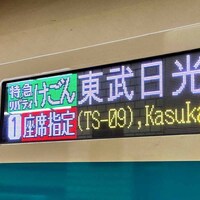 特急 リバティ けごん 東武日光
1 座席指定 (TS-09),Kasuka